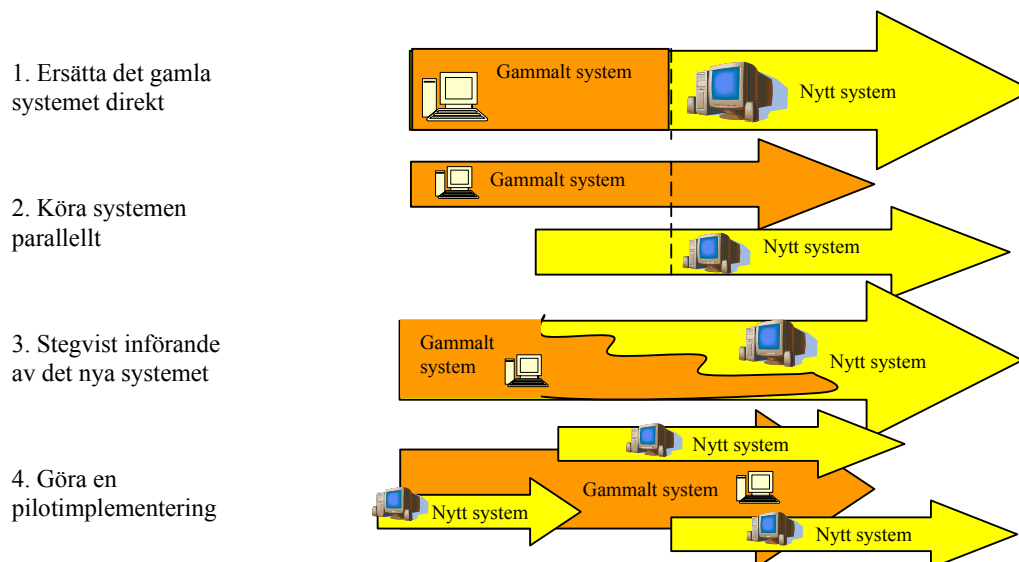 1. Ersätta det gamla
systemet direkt
Gammalt system
Nytt system
2. Köra systemen
parallellt
Gammalt system
Nytt system
3. Stegvist införande
av det nya systemet
Gammalt
system
Nytt system
4. Göra en
pilotimplementering
Nytt system
Gammalt system
Nytt system
Nytt system